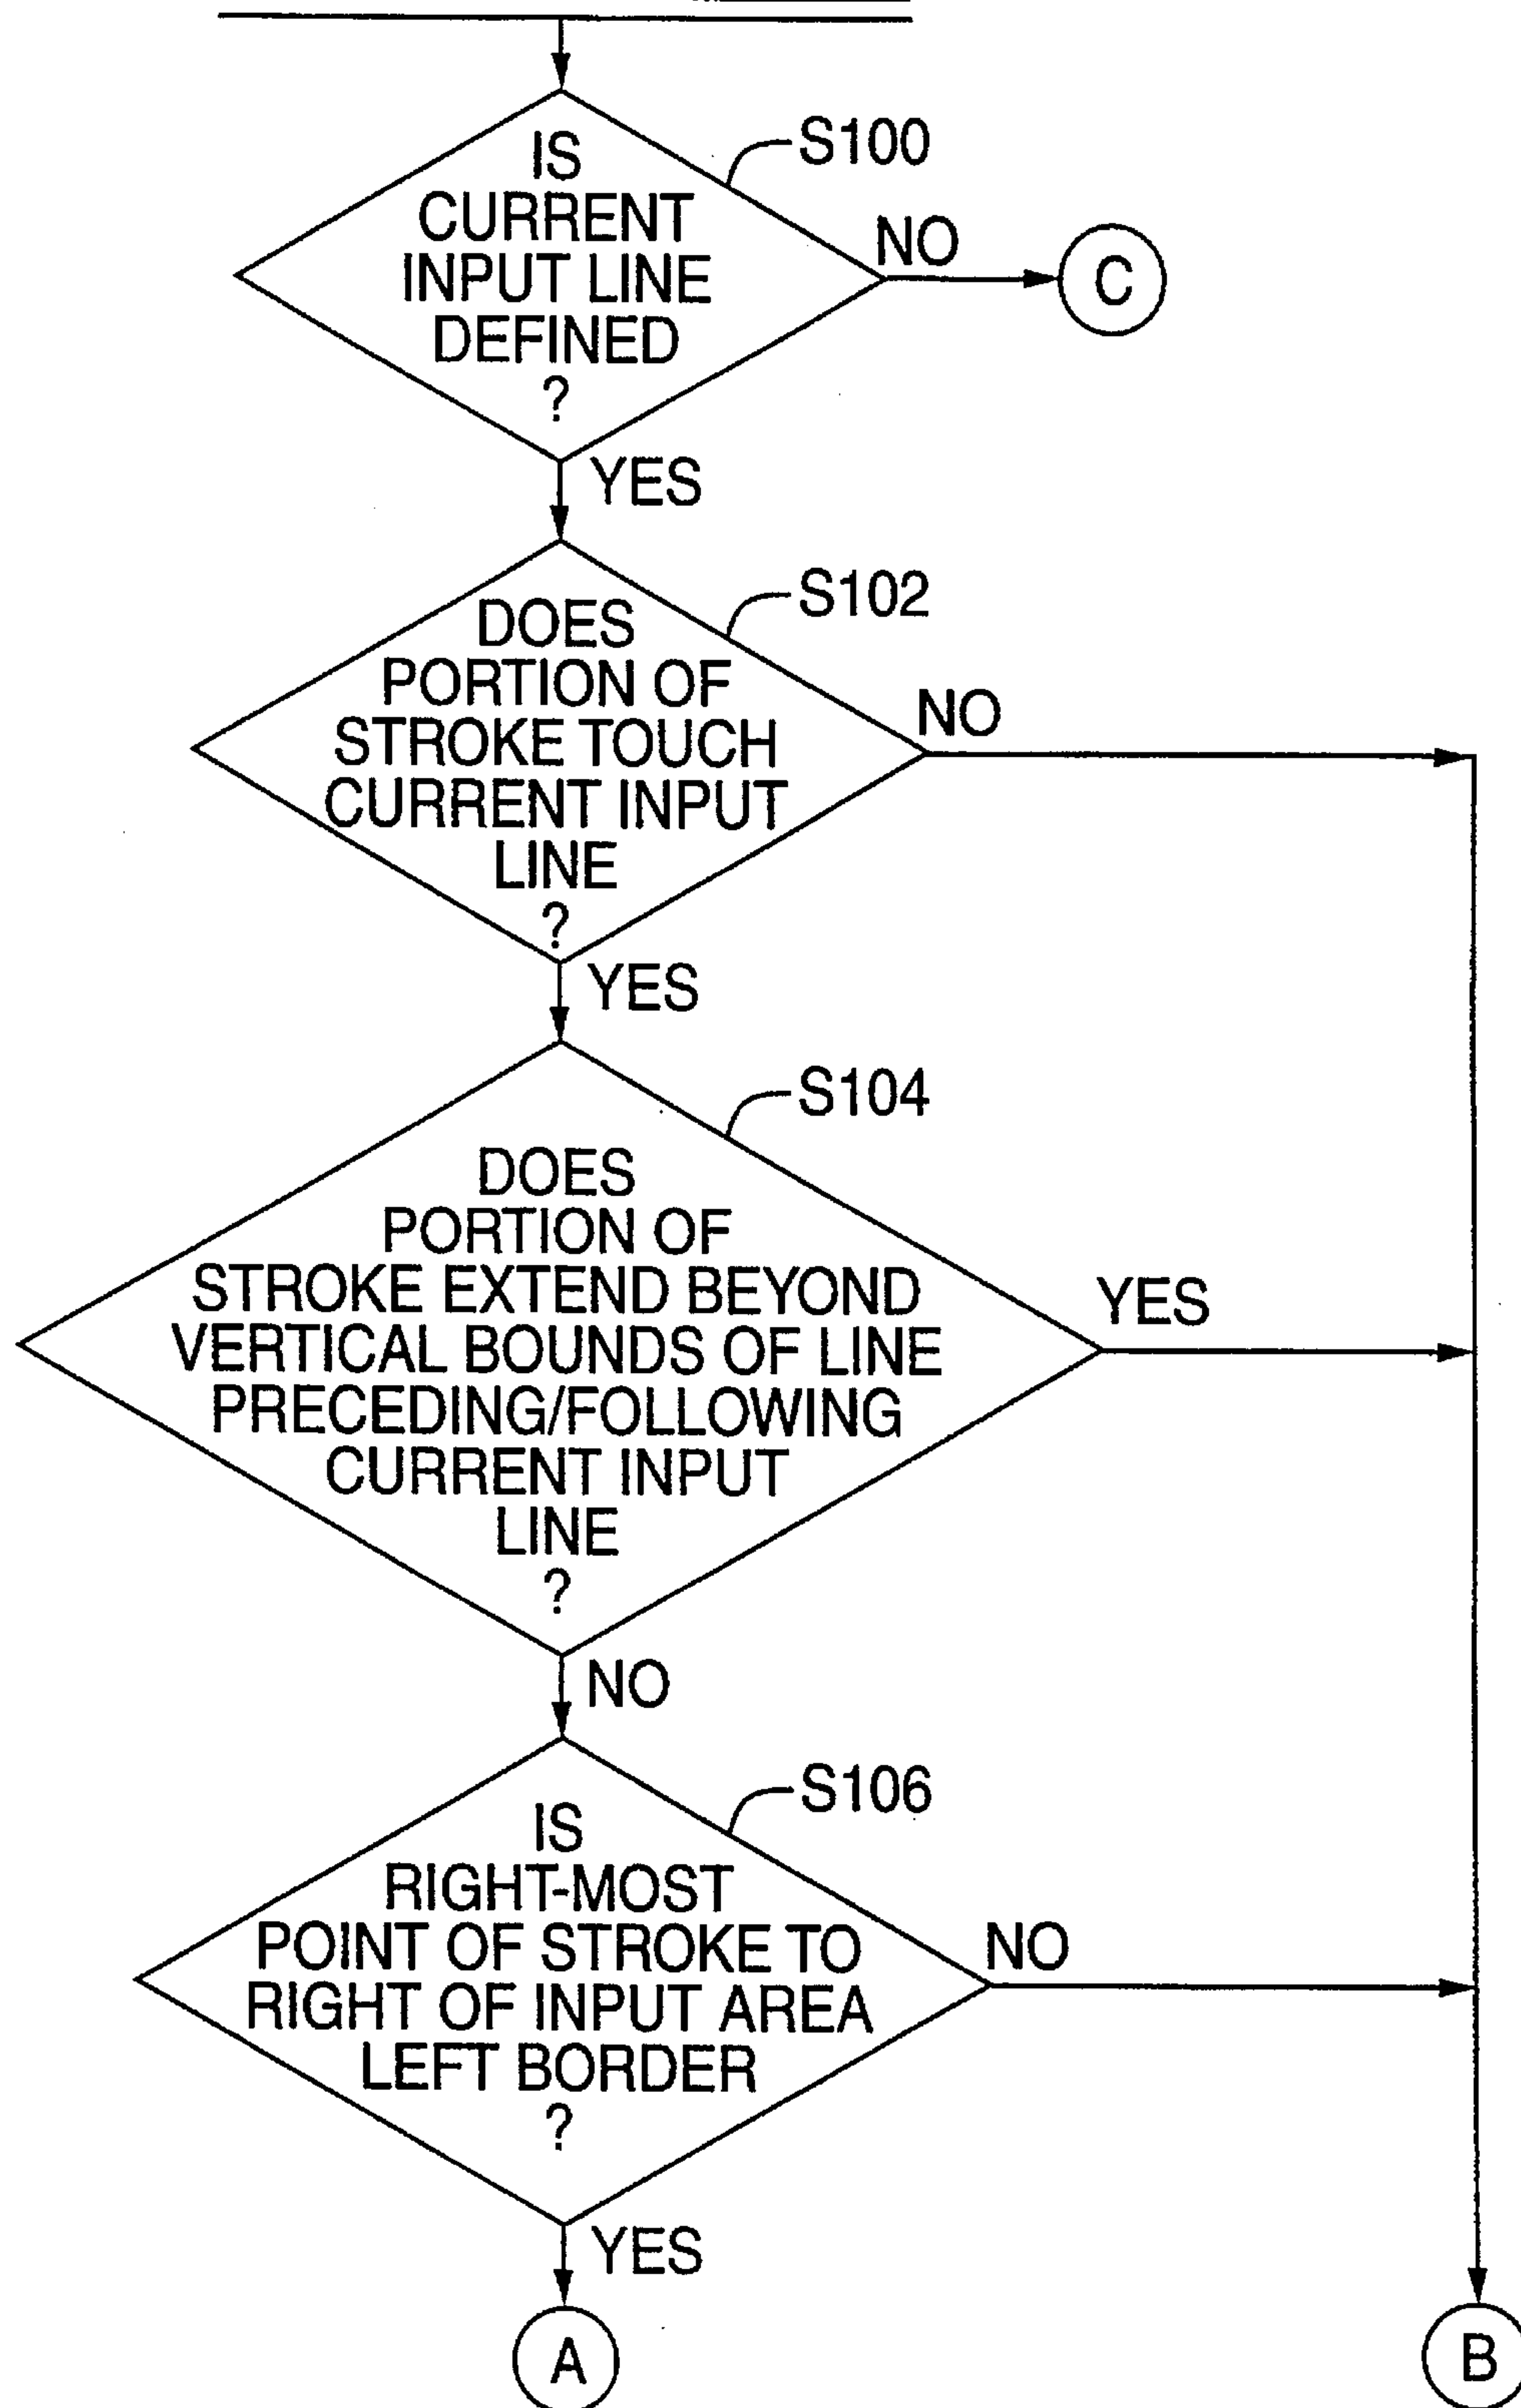 S100
IS
CURRENT
INPUT LINE
DEFINED
?
NO
C
YES
S102
DOES
PORTION OF
STROKE TOUCH
CURRENT INPUT
LINE
?
NO
YES
S104
DOES
PORTION OF
STROKE EXTEND BEYOND
VERTICAL BOUNDS OF LINE
PRECEDING/FOLLOWING
CURRENT INPUT
LINE
?
YES
NO
S106
IS
RIGHT-MOST
POINT OF STROKE TO
RIGHT OF INPUT AREA
LEFT BORDER
?
NO
YES
A
B